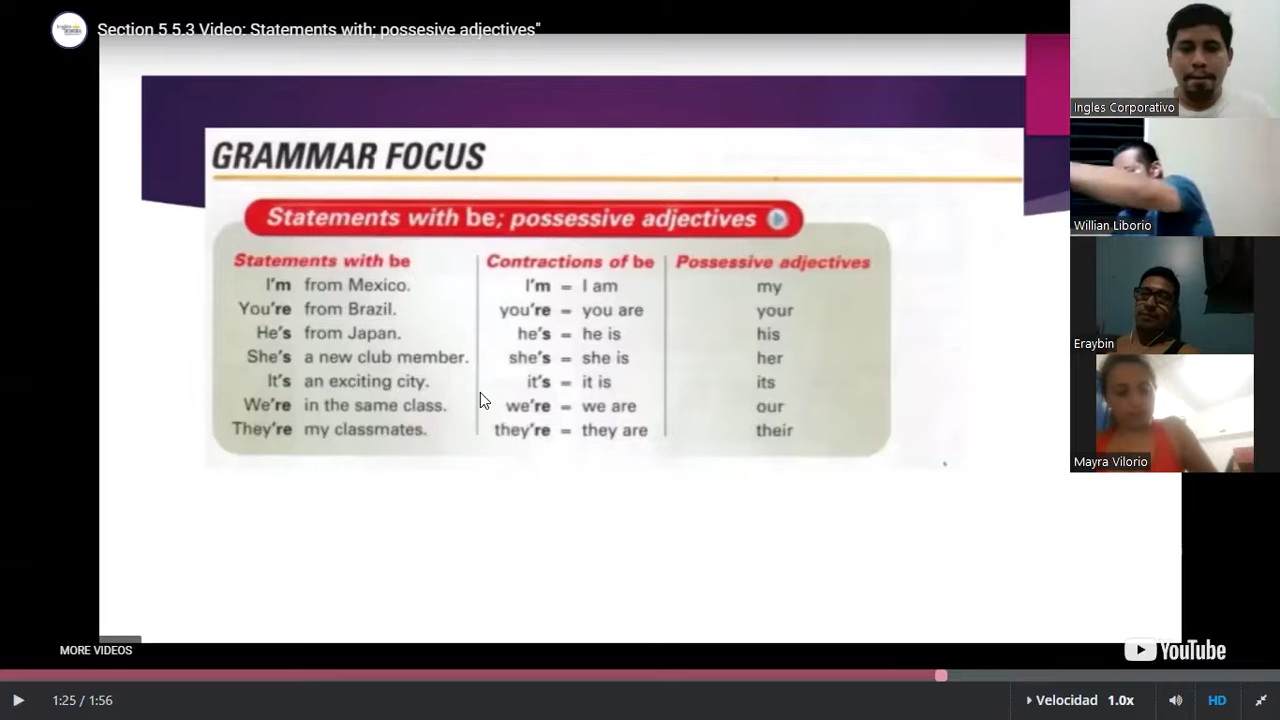 Section 5 5.3 Video: Statements with; possesive adjectives"
GRAMMAR FOCUS
Statements with be; possessive adjectives
Statements with be Contractions of be Possessive adjectives
I'm from Mexico. I'm = I am my
You're from Brazil. you're = you are your
He's from Japan. he's = he is his
She's a new club member. she's = she is her
It's an exciting city. it's = it is its
We're in the same class. we're = we are our
They're my classmates. they're = they are their
MORE VIDEOS
YouTube
1:25 / 1:56
Velocidad 1.0x
HD
Ingles Corporativo
Willian Liborio
Eraybin
Mayra Vilorio